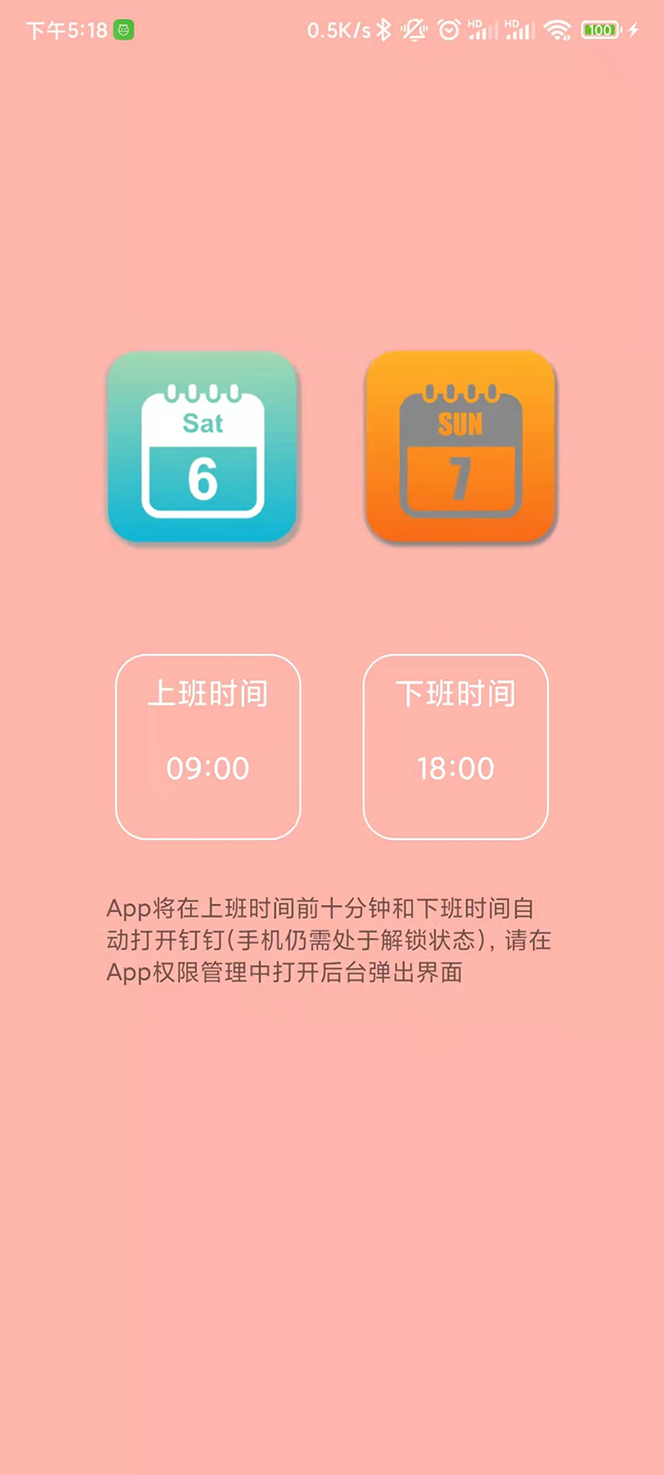 下午5:18 0.5K/s HD HD 100
Sat SUN
6 7
上班时间 下班时间
09:00 18:00
App将在上班时间前十分钟和下班时间自
动打开钉钉(手机仍需处于解锁状态), 请在
App权限管理中打开后台弹出界面